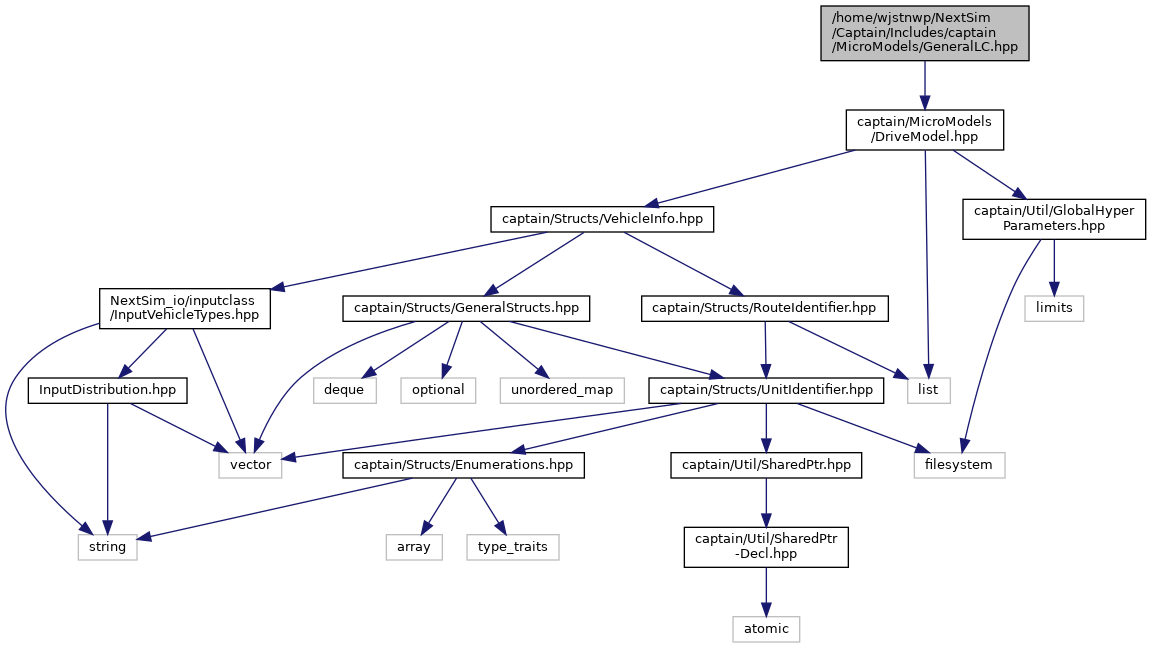 /home/wjstnwp/NextSim
/Captain/Includes/captain
/MicroModels/GeneralLC.hpp
captain/MicroModels
/DriveModel.hpp
captain/Structs/VehicleInfo.hpp
captain/Util/GlobalHyper
Parameters.hpp
NextSim_io/inputclass
/InputVehicleTypes.hpp
captain/Structs/GeneralStructs.hpp
captain/Structs/RouteIdentifier.hpp
limits
InputDistribution.hpp
deque
optional
unordered_map
captain/Structs/UnitIdentifier.hpp
list
vector
captain/Structs/Enumerations.hpp
captain/Util/SharedPtr.hpp
filesystem
string
array
type_traits
captain/Util/SharedPtr
-Decl.hpp
atomic